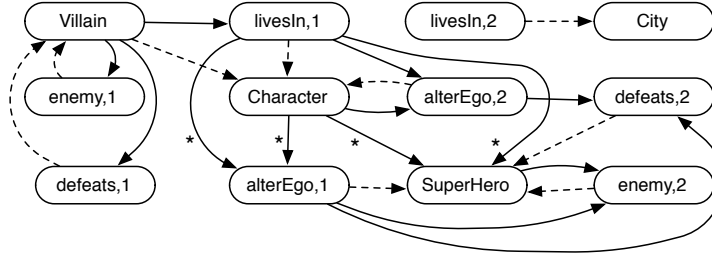 Villain
livesIn,1
livesIn,2
City
enemy,1
Character
alterEgo,2
defeats,2
*
*
*
*
defeats,1
alterEgo,1
SuperHero
enemy,2